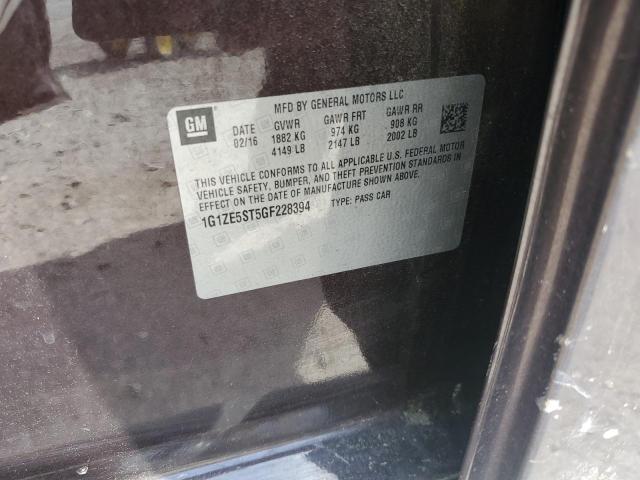 GM
MFD BY GENERAL MOTORS LLC
DATE GVWR GAWR FRT GAWR RR
02/16 1882 KG 974 KG 908 KG
4149 LB 2147 LB 2002 LB
THIS VEHICLE CONFORMS TO ALL APPLICABLE U.S. FEDERAL MOTOR
VEHICLE SAFETY, BUMPER, AND THEFT PREVENTION STANDARDS IN
EFFECT ON THE DATE OF MANUFACTURE SHOWN ABOVE.
1G1ZE5ST5GF228394 TYPE: PASS CAR